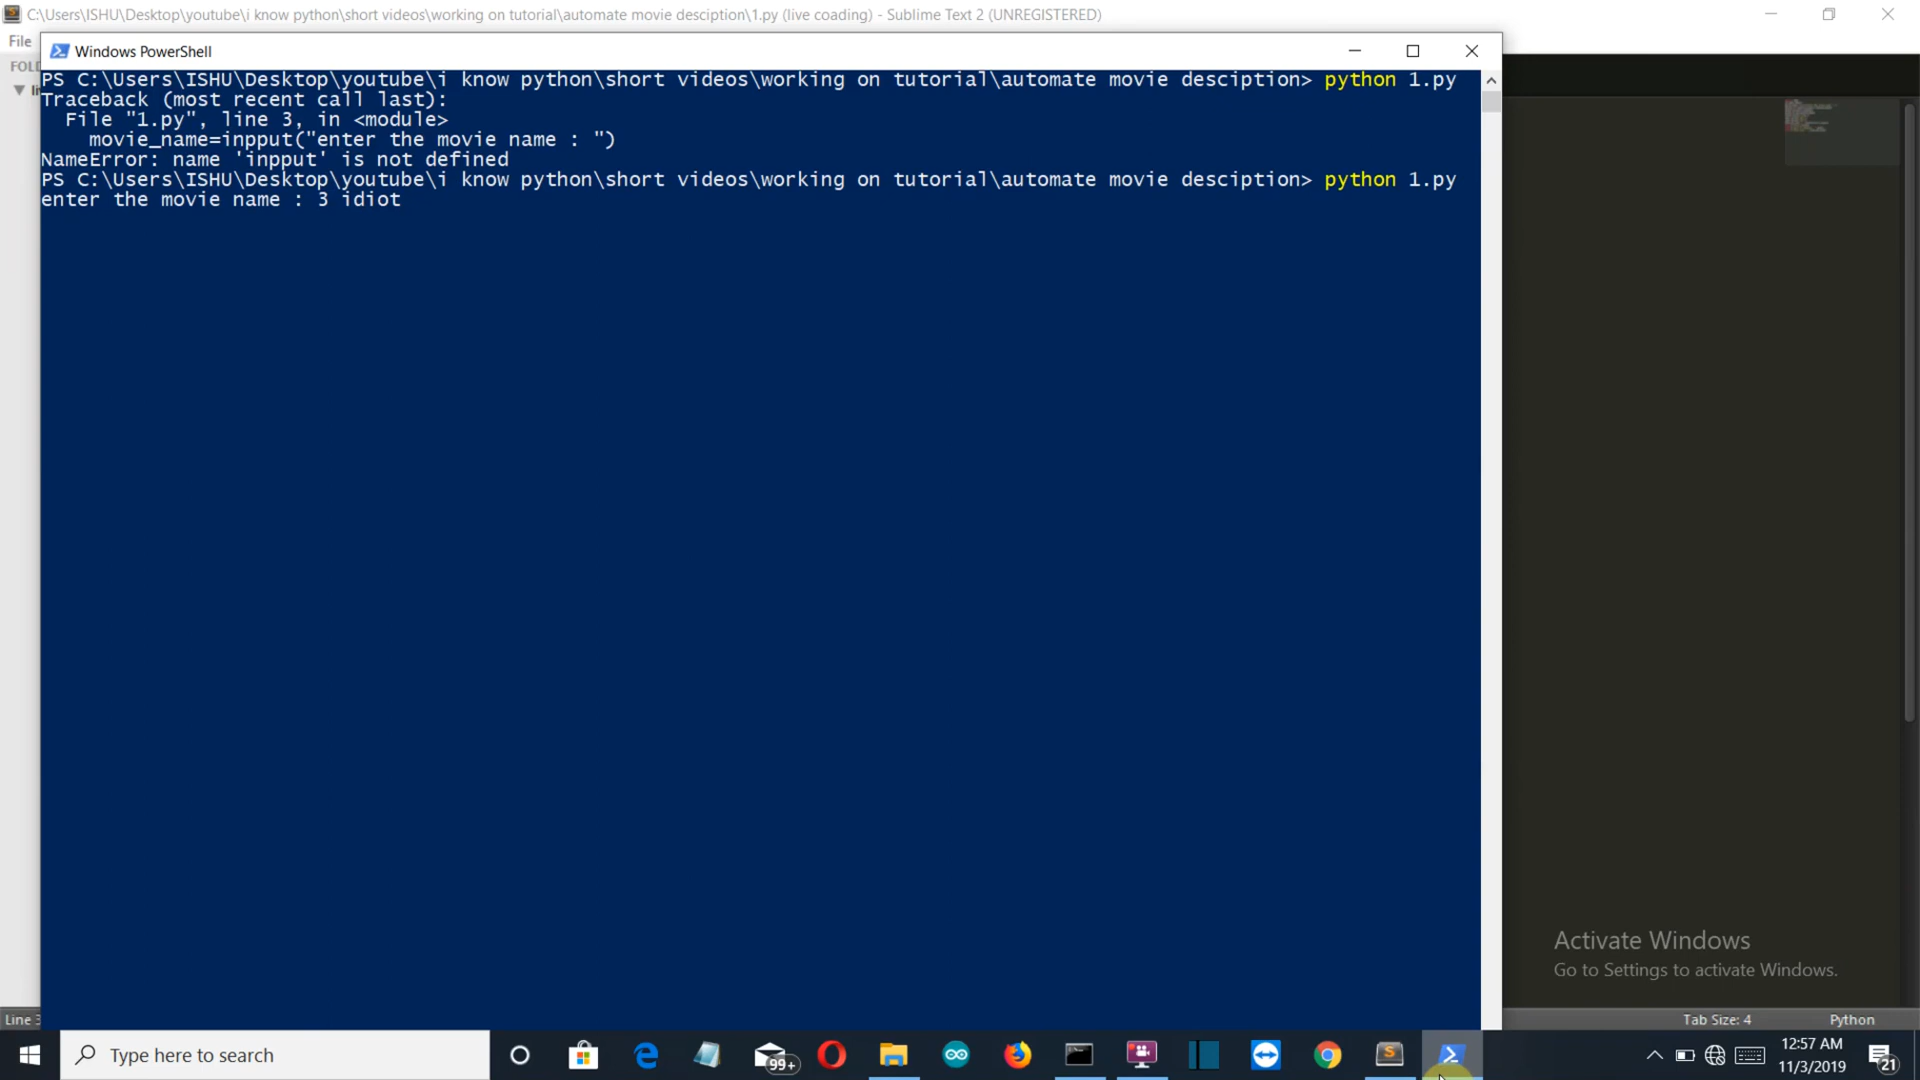 C:\Users\ISHU\Desktop\youtube\i know python\short videos\working on tutorial\automate movie desciption\1.py (live coading) - Sublime Text 2 (UNREGISTERED)
File
Windows PowerShell
FOL
PS C:\Users\ISHU\Desktop\youtube\i know python\short videos\working on tutorial\automate movie desciption> python 1.py
Traceback (most recent call last):
  File "1.py", line 3, in <module>
    movie_name=inpput("enter the movie name : ")
NameError: name 'inpput' is not defined
PS C:\Users\ISHU\Desktop\youtube\i know python\short videos\working on tutorial\automate movie desciption> python 1.py
enter the movie name : 3 idiot
Activate Windows
Go to Settings to activate Windows.
Line 3
Tab Size: 4
Python
Type here to search
99+
12:57 AM
11/3/2019
21